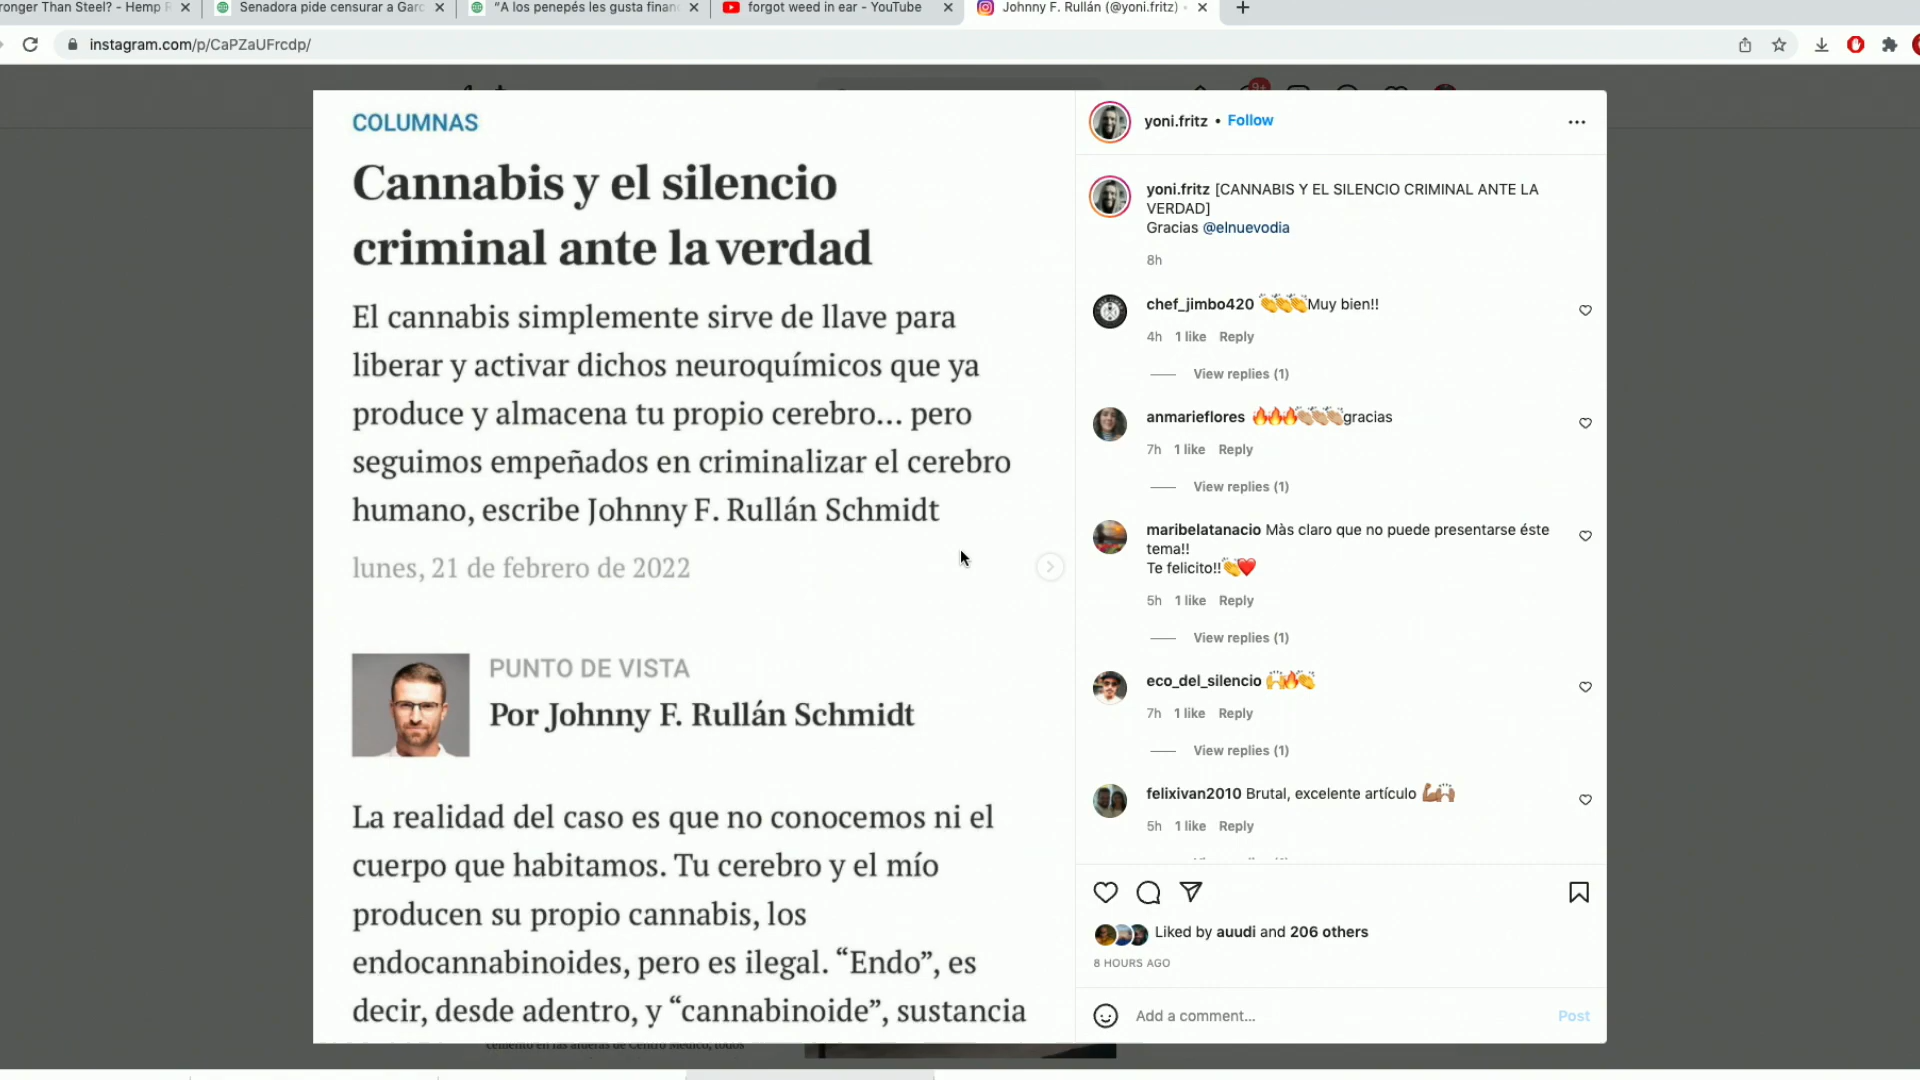 Stronger Than Steel? - Hemp R
Senadora pide censurar a Garc
"A los penepés les gusta finan
forgot weed in ear - YouTube
Johnny F. Rullán (@yoni.fritz) •
instagram.com/p/CaPZaUFrcdp/
COLUMNAS
Cannabis y el silencio
criminal ante la verdad
El cannabis simplemente sirve de llave para
liberar y activar dichos neuroquímicos que ya
produce y almacena tu propio cerebro... pero
seguimos empeñados en criminalizar el cerebro
humano, escribe Johnny F. Rullán Schmidt
lunes, 21 de febrero de 2022
PUNTO DE VISTA
Por Johnny F. Rullán Schmidt
La realidad del caso es que no conocemos ni el
cuerpo que habitamos. Tu cerebro y el mío
producen su propio cannabis, los
endocannabinoides, pero es ilegal. “Endo”, es
decir, desde adentro, y “cannabinoide”, sustancia
yoni.fritz • Follow
yoni.fritz [CANNABIS Y EL SILENCIO CRIMINAL ANTE LA
VERDAD]
Gracias @elnuevodia
8h
chef_jimbo420 👏👏👏Muy bien!!
4h 1 like Reply
View replies (1)
anmarieflores 🔥🔥🔥👏🏼👏🏼👏🏼gracias
7h 1 like Reply
View replies (1)
maribelatanacio Màs claro que no puede presentarse éste
tema!!
Te felicito!!👏❤️
5h 1 like Reply
View replies (1)
eco_del_silencio 🙌🔥👏
7h 1 like Reply
View replies (1)
felixivan2010 Brutal, excelente artículo 💪🏾🙌🏾
5h 1 like Reply
Liked by auudi and 206 others
8 HOURS AGO
Add a comment...
Post